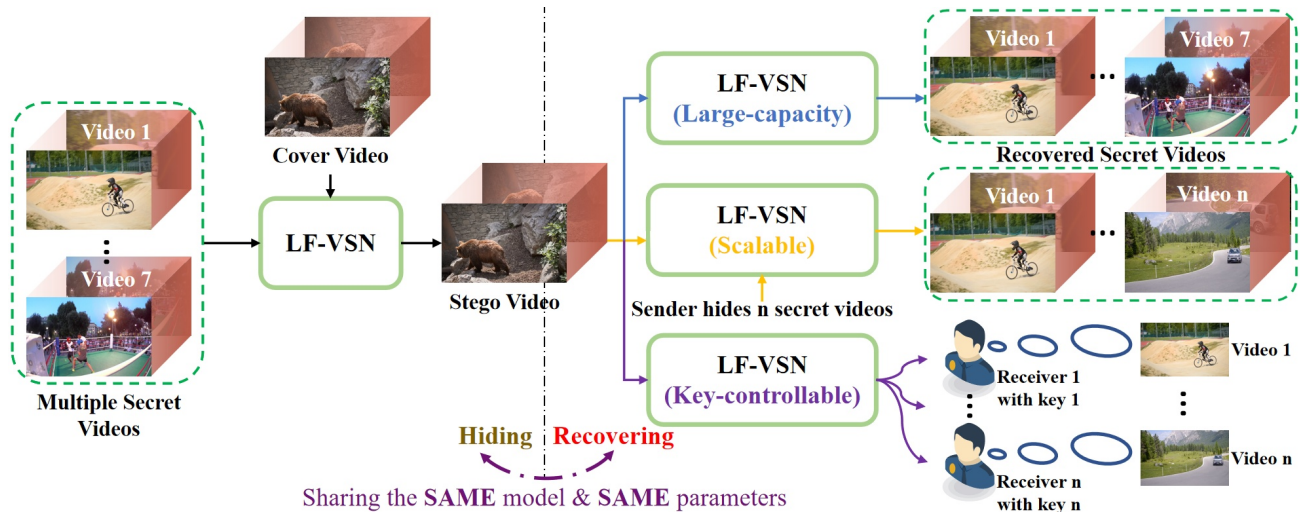 Video 1
Video 7
Multiple Secret
Videos
Cover Video
LF-VSN
Stego Video
LF-VSN
(Large-capacity)
Video 1
Video 7
Recovered Secret Videos
LF-VSN
(Scalable)
Sender hides n secret videos
Video 1
Video n
LF-VSN
(Key-controllable)
Receiver 1
with key 1
Video 1
Receiver n
with key n
Video n
Hiding Recovering
Sharing the SAME model & SAME parameters